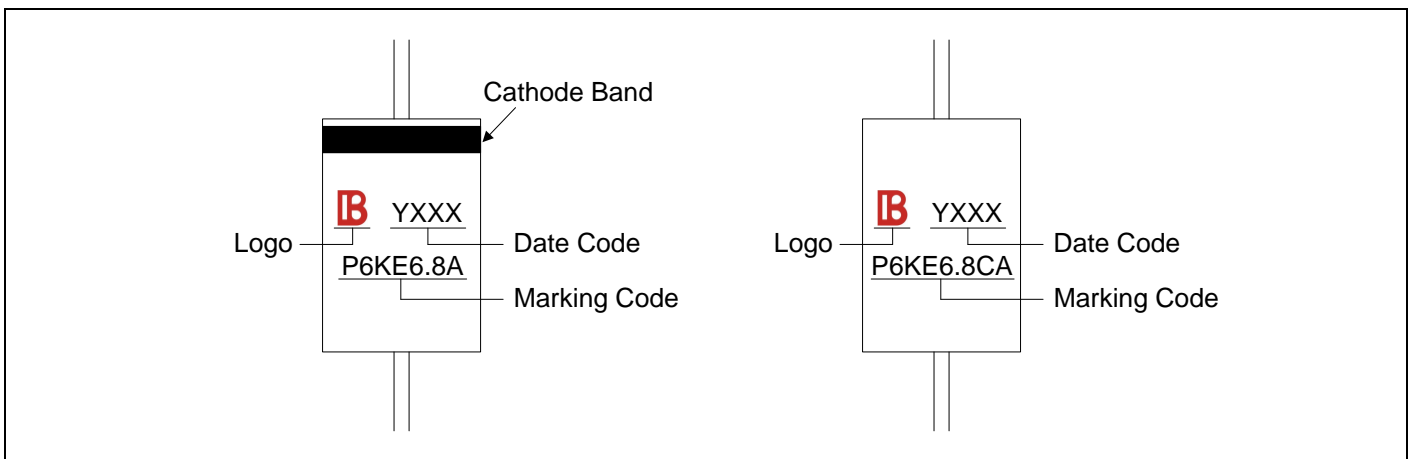 Cathode Band
B YXXX
Logo Date Code
P6KE6.8A
Marking Code
B YXXX
Logo Date Code
P6KE6.8CA
Marking Code